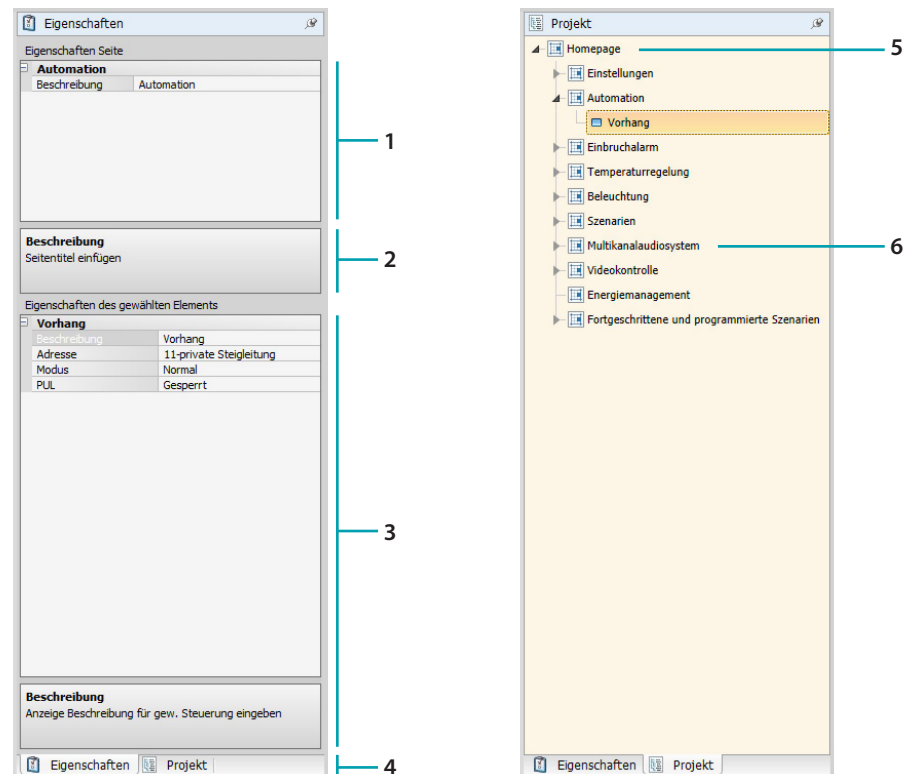 Eigenschaften
Eigenschaften Seite
Automation
Beschreibung Automation
1
Beschreibung
Seitentitel einfügen
2
Eigenschaften des gewählten Elements
Vorhang
Beschreibung Vorhang
Adresse 11-private Steigleitung
Modus Normal
PUL Gesperrt
3
Beschreibung
Anzeige Beschreibung für gew. Steuerung eingeben
Eigenschaften Projekt
4
Projekt
Homepage
5
Einstellungen
Automation
Vorhang
Einbruchalarm
Temperaturregelung
Beleuchtung
Szenarien
Multikanalaudiosystem
6
Videokontrolle
Energiemanagement
Fortgeschrittene und programmierte Szenarien
Eigenschaften Projekt